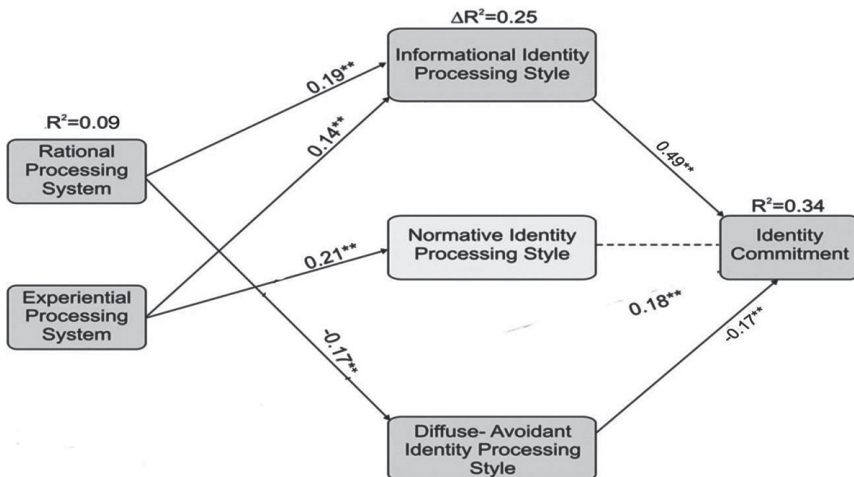 ΔR²=0.25
Informational Identity
Processing Style
0.19**
R²=0.09
Rational
Processing
System
0.14**
0.49**
R²=0.34
Identity
Commitment
Normative Identity
Processing Style
0.21**
Experiential
Processing
System
0.18**
-0.17**
-0.17**
Diffuse- Avoidant
Identity Processing
Style